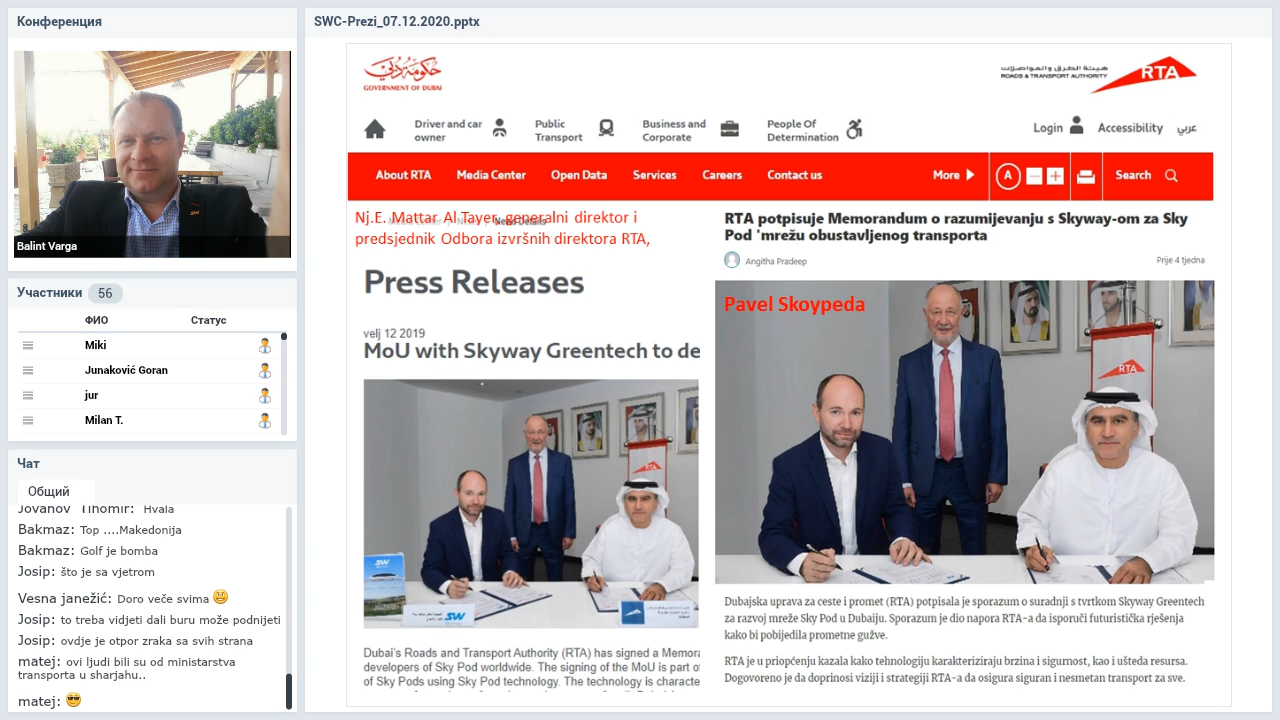 Конференция
Balint Varga
Участники 56
ФИО Статус
Miki
Junaković Goran
jur
Milan T.
Чат
Общий
Jovanov Tihomir: Hvala
Bakmaz: Top ....Makedonija
Bakmaz: Golf je bomba
Josip: što je sa vjetrom
Vesna janežić: Doro veče svima
Josip: to treba vidjeti dali buru može podnijeti
Josip: ovdje je otpor zraka sa svih strana
matej: ovi ljudi bili su od ministarstva
transporta u sharjahu..
matej:
SWC-Prezi_07.12.2020.pptx
حكومة دبي
GOVERNMENT OF DUBAI
هيئة الطرق والمواصلات
ROADS & TRANSPORT AUTHORITY
RTA
Driver and car
owner
Public
Transport
Business and
Corporate
People Of
Determination
Login
Accessibility
عربي
About RTA
Media Center
Open Data
Services
Careers
Contact us
More
A
Search
Nj.E. Mattar Al Tayer, generalni direktor i
predsjednik Odbora izvršnih direktora RTA,
News Details
Press Releases
velj 12 2019
MoU with Skyway Greentech to de
RTA
SW
Dubai's Roads and Transport Authority (RTA) has signed a Memora
developers of Sky Pod worldwide. The signing of the MoU is part of
of Sky Pods using Sky Pod technology. The technology is characte
RTA potpisuje Memorandum o razumijevanju s Skyway-om za Sky
Pod 'mrežu obustavljenog transporta
Angitha Pradeep
Prije 4 tjedna
Pavel Skoypeda
RTA
Dubajska uprava za ceste i promet (RTA) potpisala je sporazum o suradnji s tvrtkom Skyway Greentech
za razvoj mreže Sky Pod u Dubaiju. Sporazum je dio napora RTA-a da isporuči futuristička rješenja
kako bi pobijedila prometne gužve.
RTA je u priopćenju kazala kako tehnologiju karakteriziraju brzina i sigurnost, kao i ušteda resursa.
Dogovoreno je da doprinosi viziji i strategiji RTA-a da osigura siguran i nesmetan transport za sve.